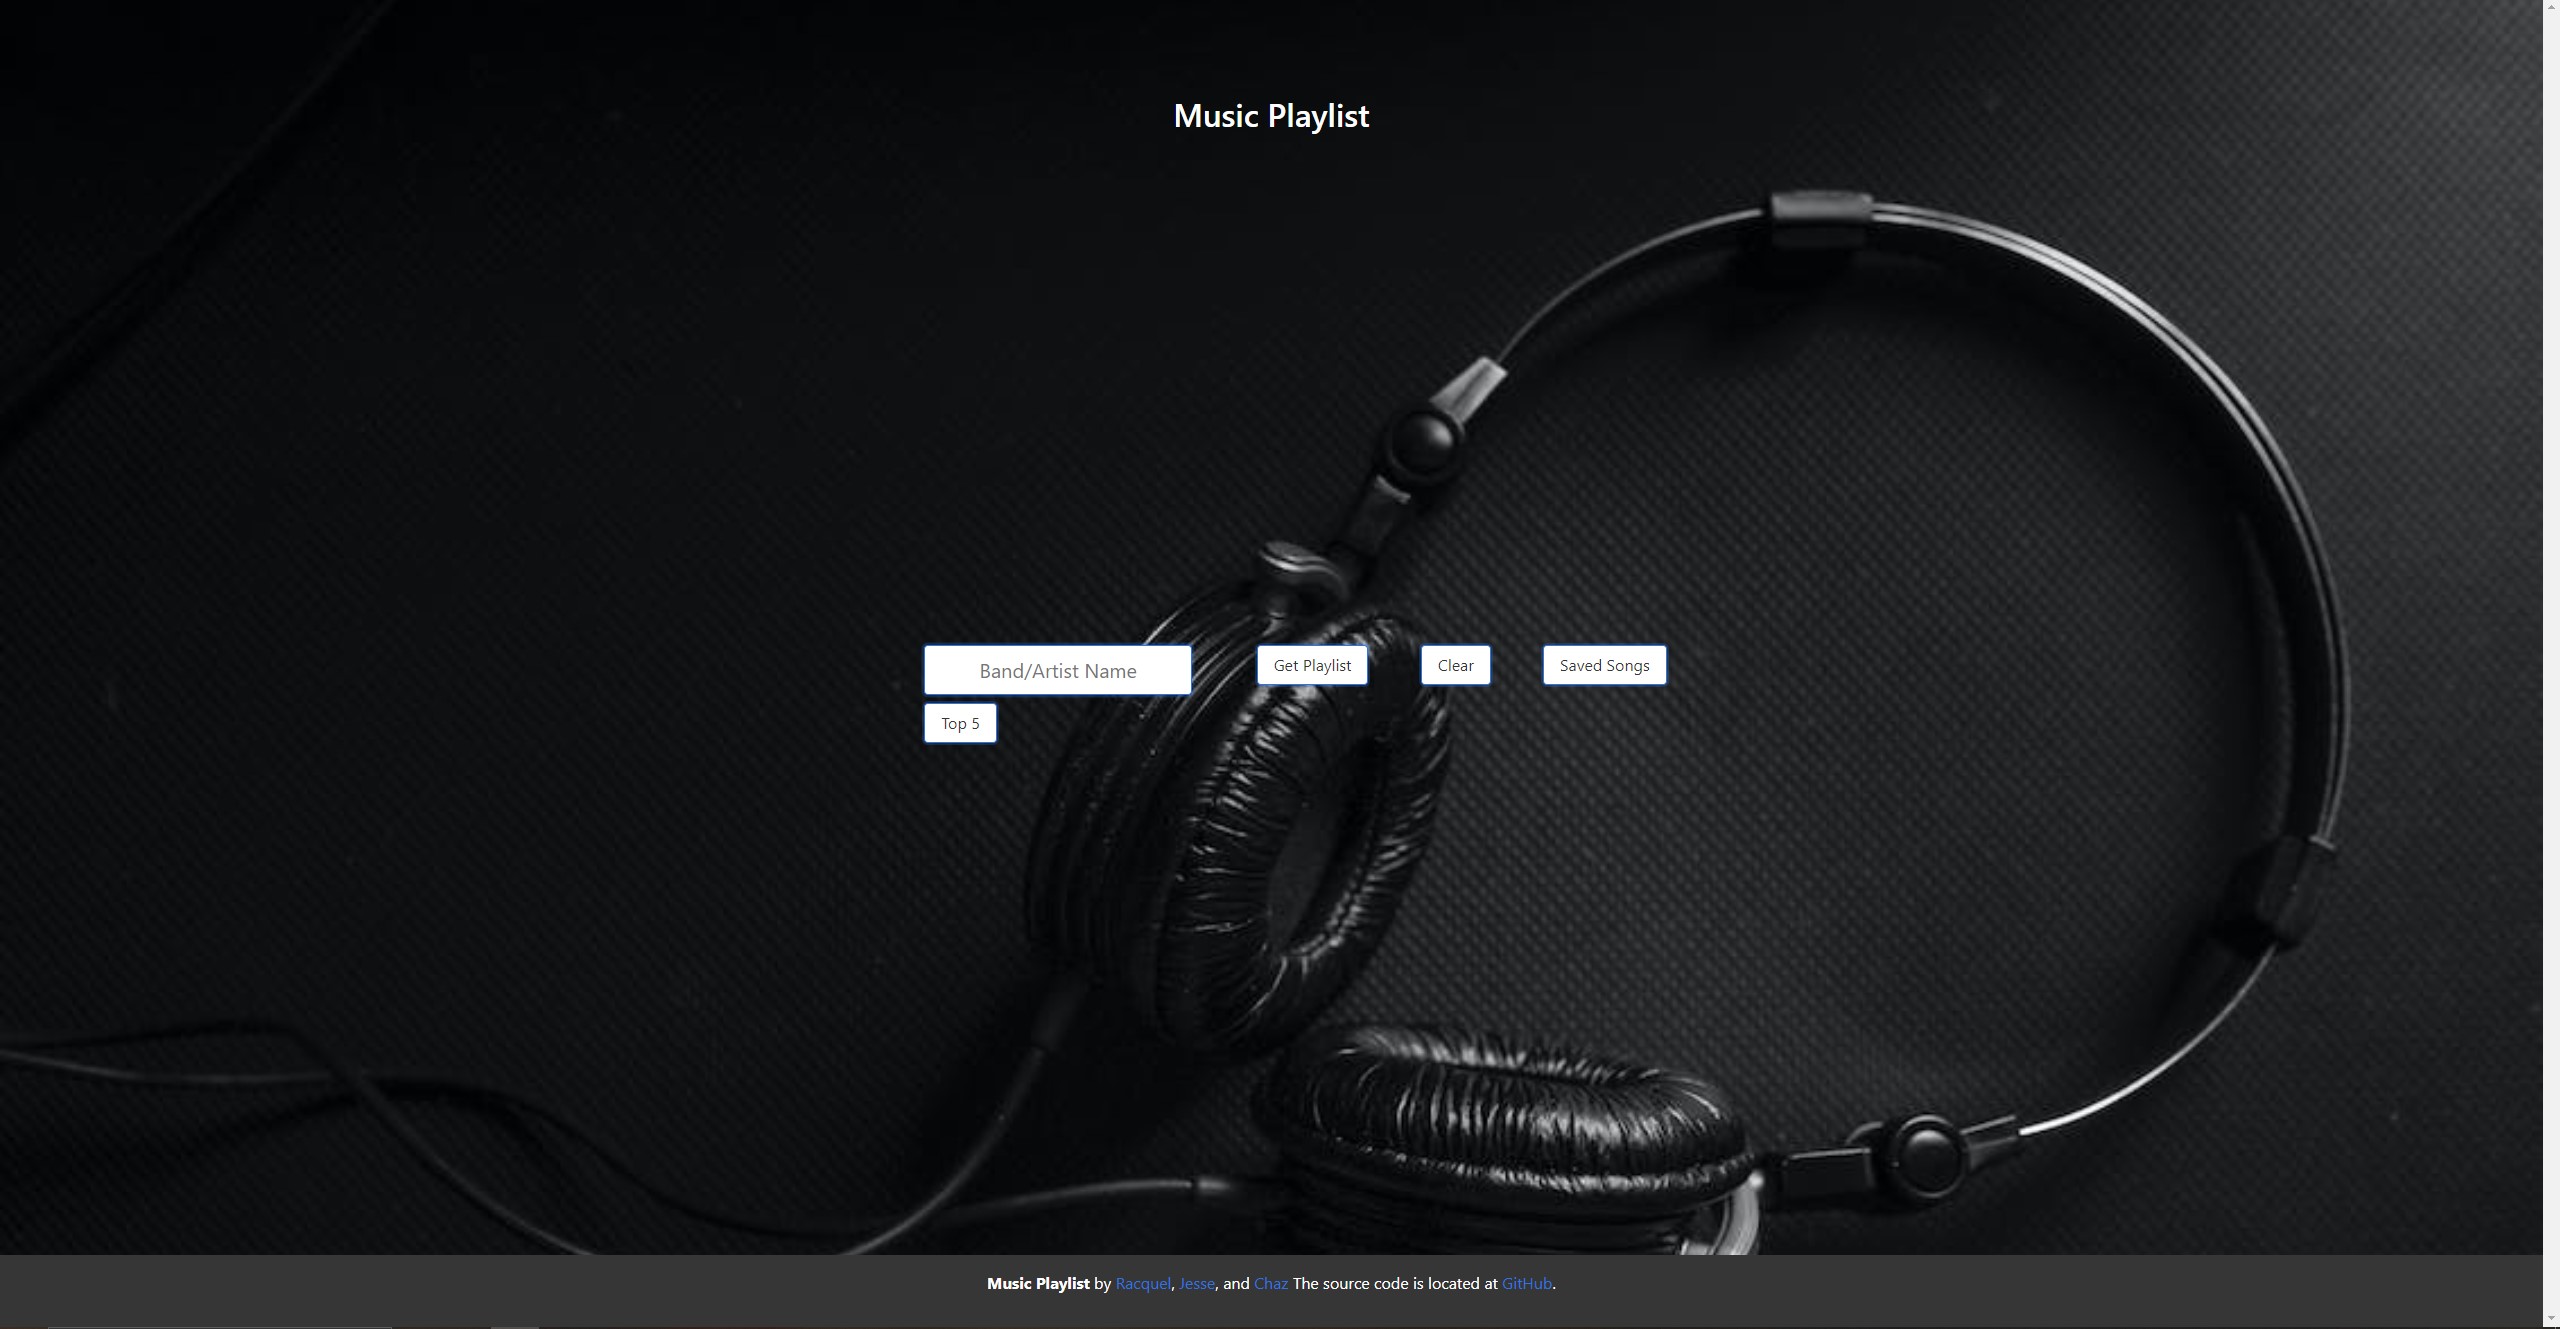 Music Playlist
Band/Artist Name
Get Playlist
Clear
Saved Songs
Top 5
Music Playlist by Racquel, Jesse, and Chaz The source code is located at GitHub.